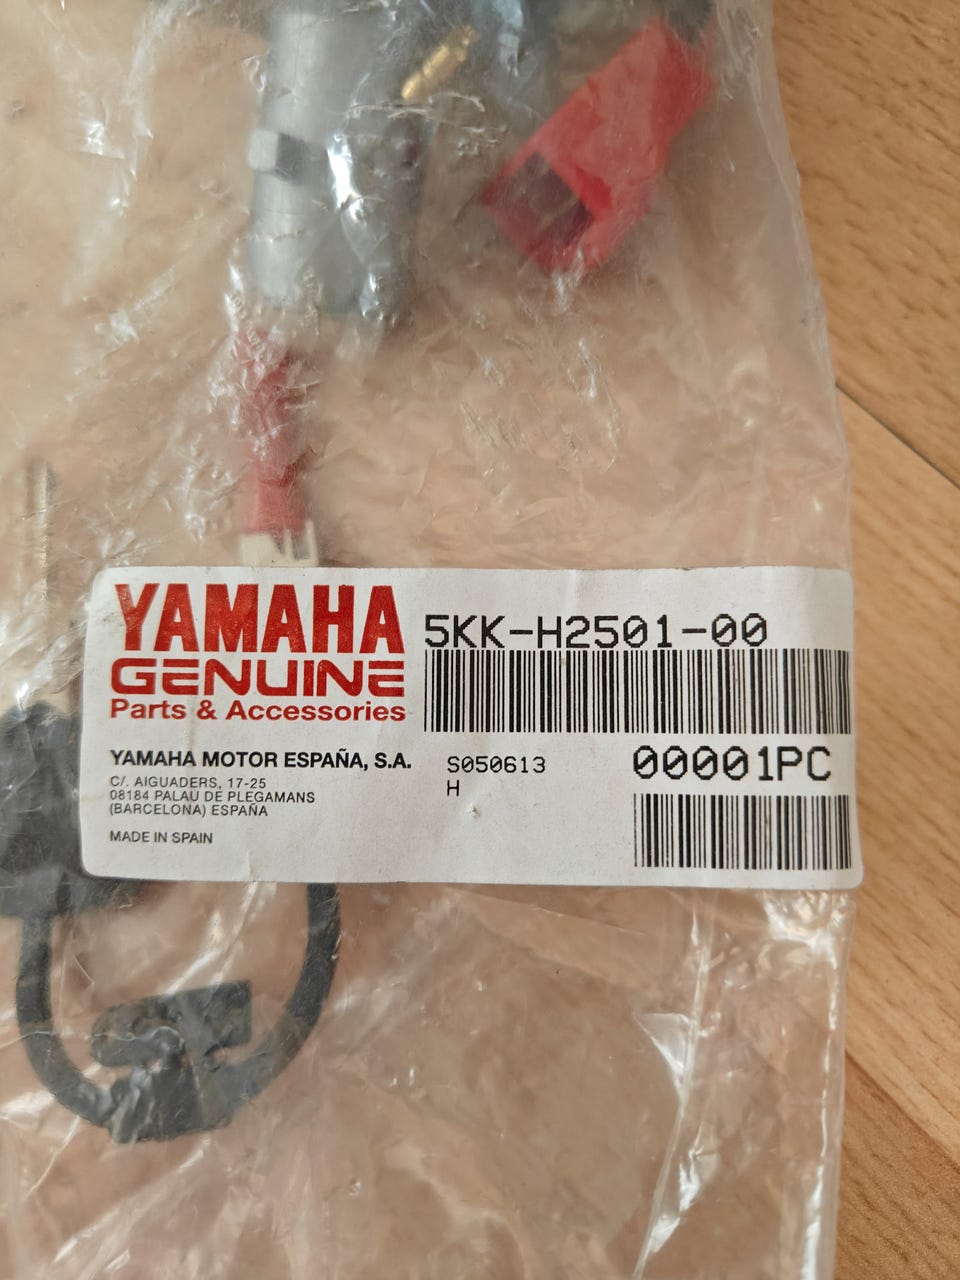 YAMAHA
GENUINE
Parts & Accessories
5KK-H2501-00
YAMAHA MOTOR ESPAÑA, S.A.
C/. AIGUADERS, 17-25
08184 PALAU DE PLEGAMANS
(BARCELONA) ESPAÑA
MADE IN SPAIN
S050613
H
00001PC